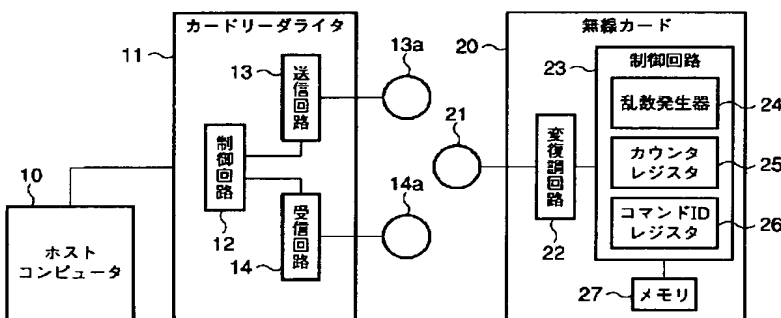 カードリーダライタ
11
13
送信回路
13a
制御回路
12
受信回路
14
14a
10
ホスト
コンピュータ
無線カード
20
21
変復調回路
22
制御回路
23
乱数発生器
24
カウンタ
レジスタ
25
コマンドID
レジスタ
26
27
メモリ